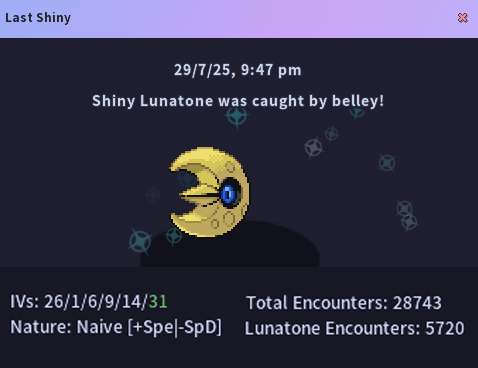 Last Shiny
29/7/25, 9:47 pm
Shiny Lunatone was caught by belley!
IVs: 26/1/6/9/14/31
Total Encounters: 28743
Nature: Naive [+Spe|-SpD]
Lunatone Encounters: 5720